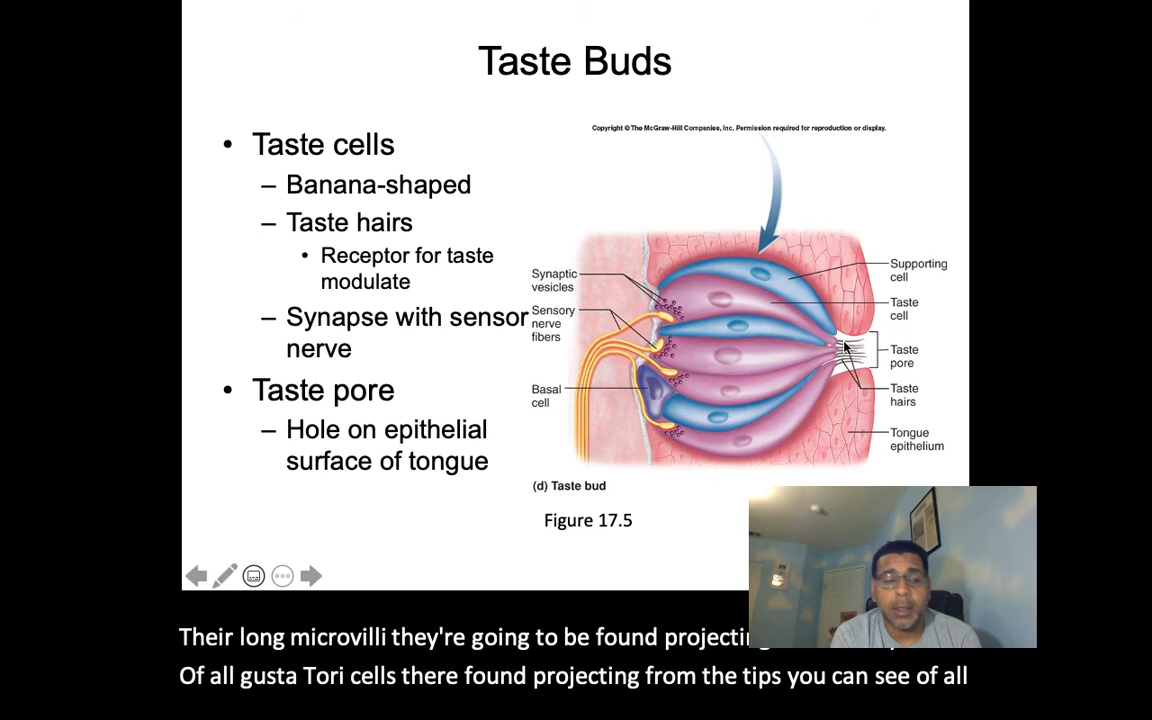 Taste Buds
• Taste cells
– Banana-shaped
– Taste hairs
• Receptor for taste
modulate
– Synapse with sensor
nerve
• Taste pore
– Hole on epithelial
surface of tongue
Copyright © The McGraw-Hill Companies, Inc. Permission required for reproduction or display.
Synaptic
vesicles
Sensory
nerve
fibers
Basal
cell
Supporting
cell
Taste
cell
Taste
pore
Taste
hairs
Tongue
epithelium
(d) Taste bud
Figure 17.5
Their long microvilli they're going to be found projecting
Of all gusta Tori cells there found projecting from the tips you can see of all